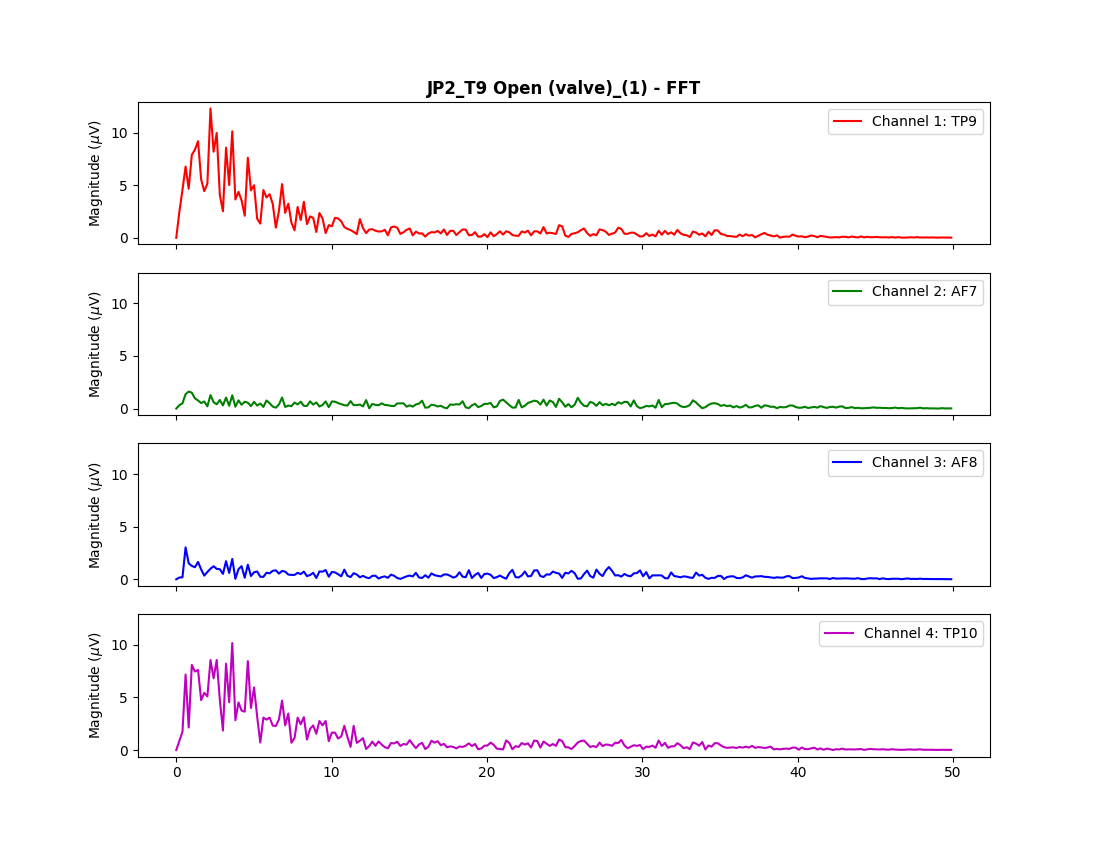 JP2_T9 Open (valve)_(1) - FFT
Magnitude (μV)
10
5
0
Channel 1: TP9
Magnitude (μV)
10
5
0
Channel 2: AF7
Magnitude (μV)
10
5
0
Channel 3: AF8
Magnitude (μV)
10
5
0
Channel 4: TP10
0 10 20 30 40 50